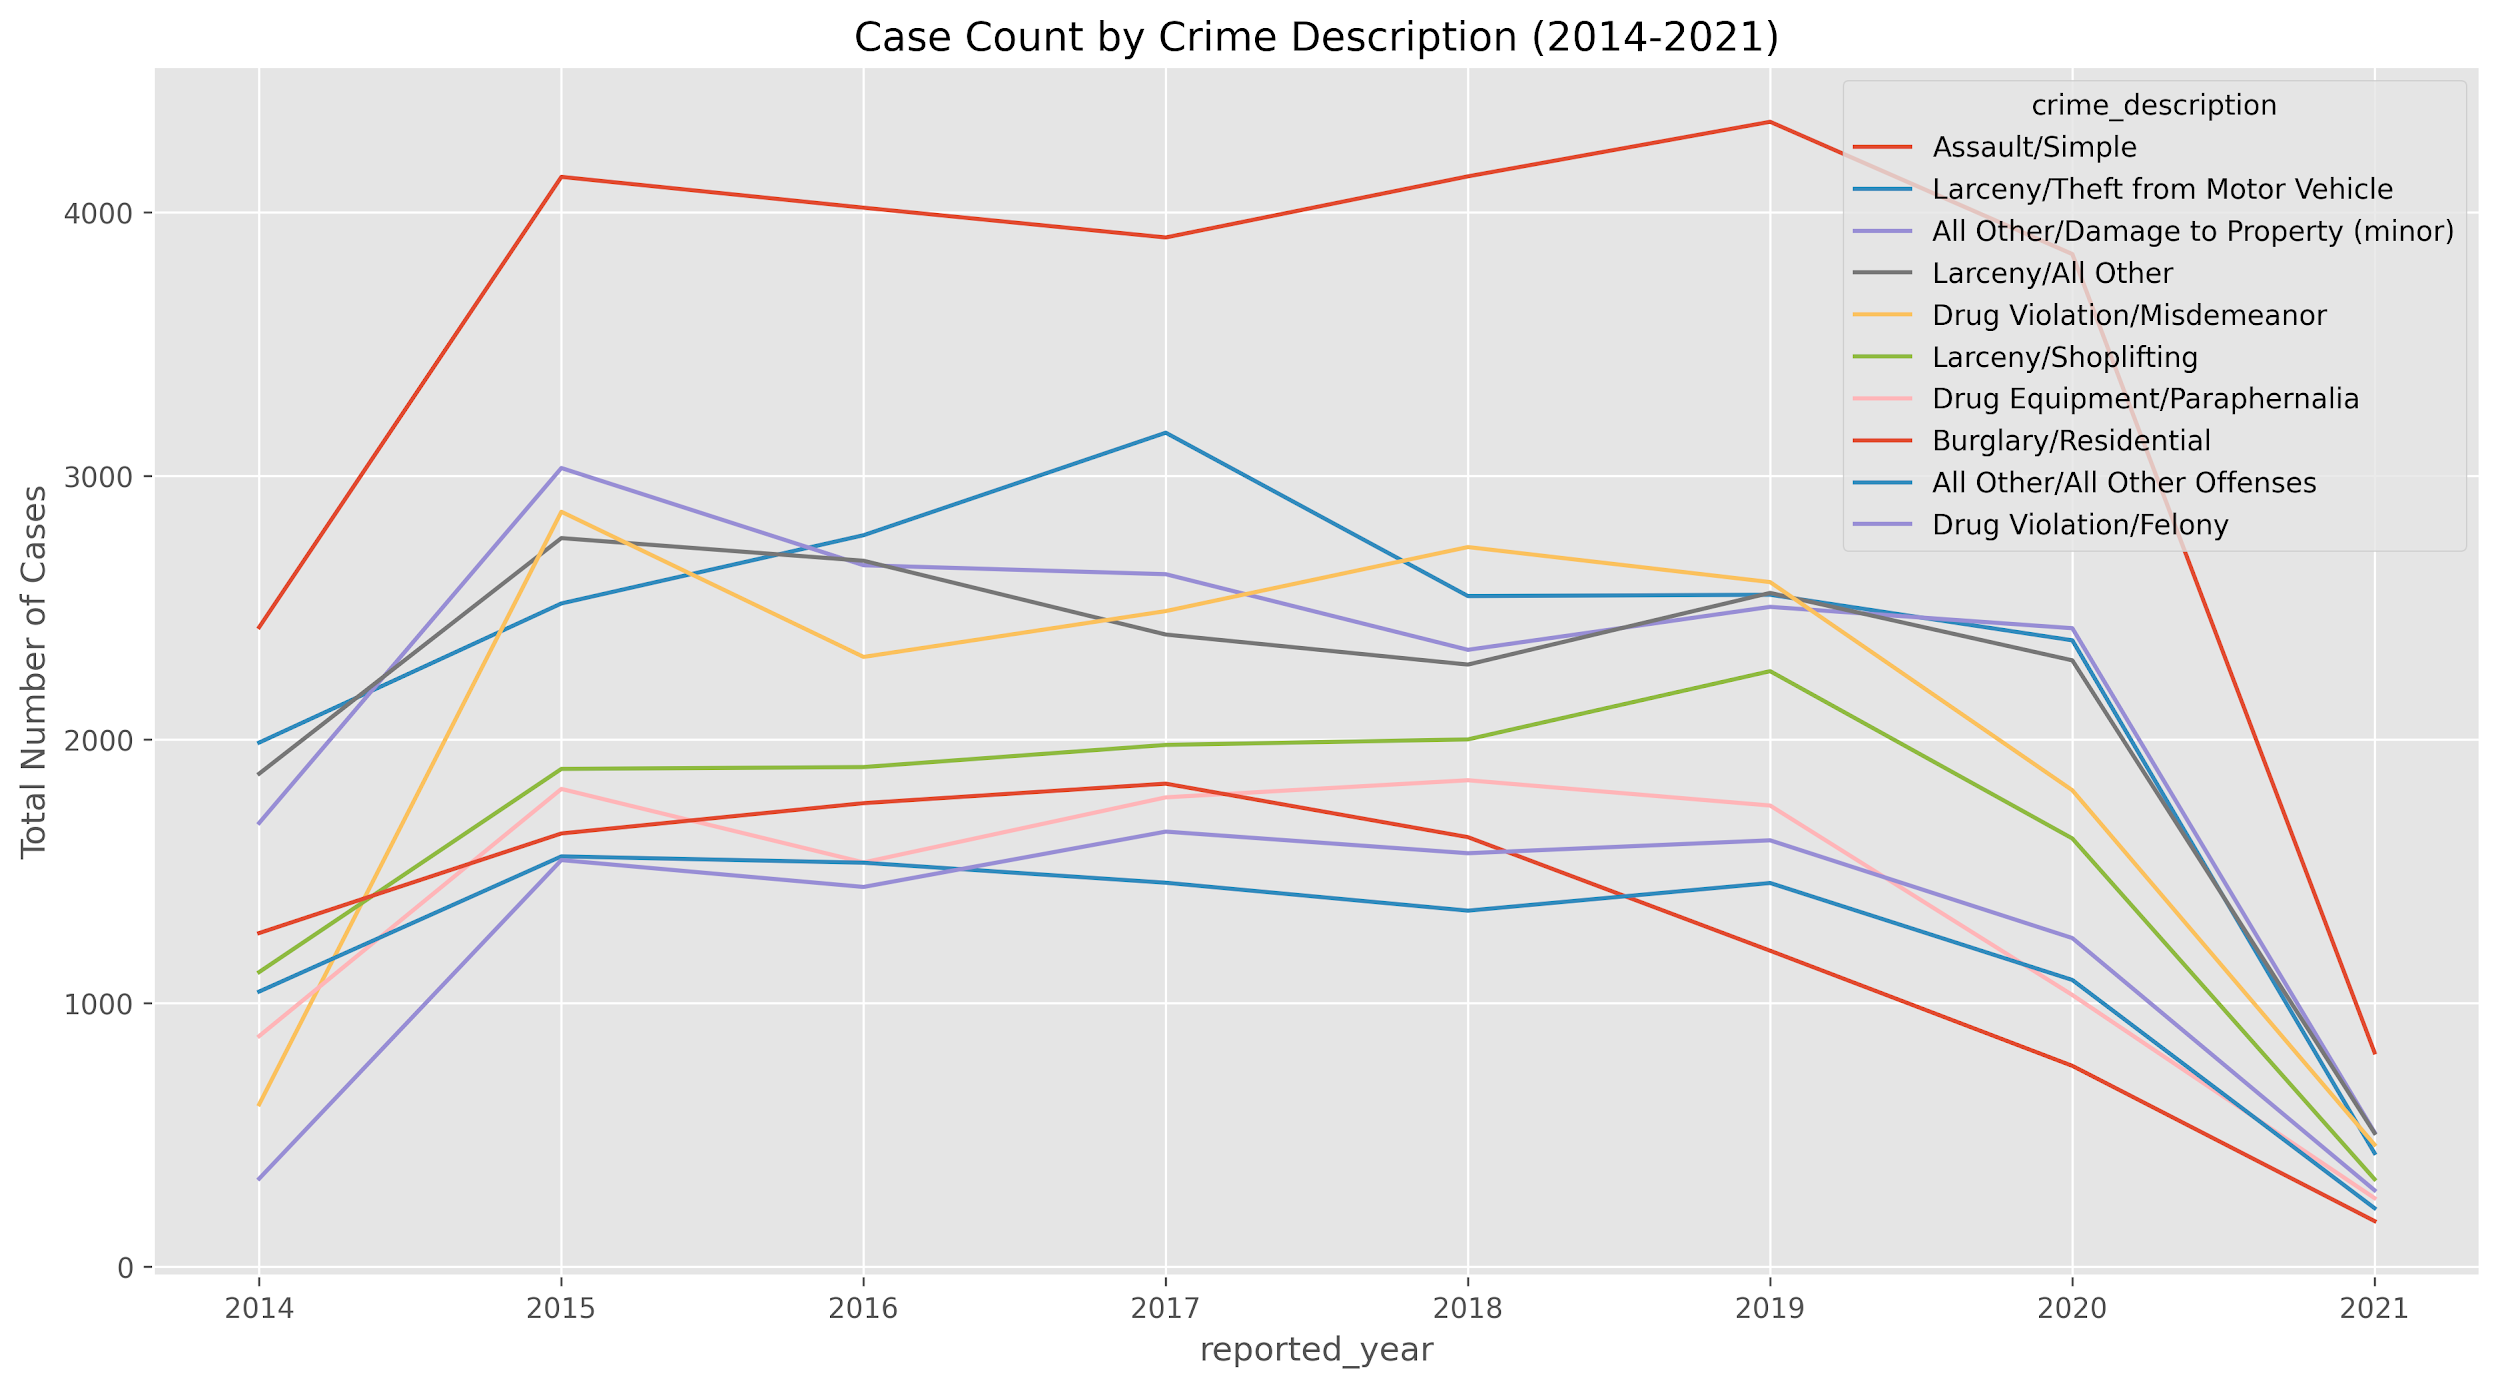 Case Count by Crime Description (2014-2021)
crime_description
Assault/Simple
Larceny/Theft from Motor Vehicle
All Other/Damage to Property (minor)
Larceny/All Other
Drug Violation/Misdemeanor
Larceny/Shoplifting
Drug Equipment/Paraphernalia
Burglary/Residential
All Other/All Other Offenses
Drug Violation/Felony
Total Number of Cases
4000
3000
2000
1000
0
2014 2015 2016 2017 2018 2019 2020 2021
reported_year